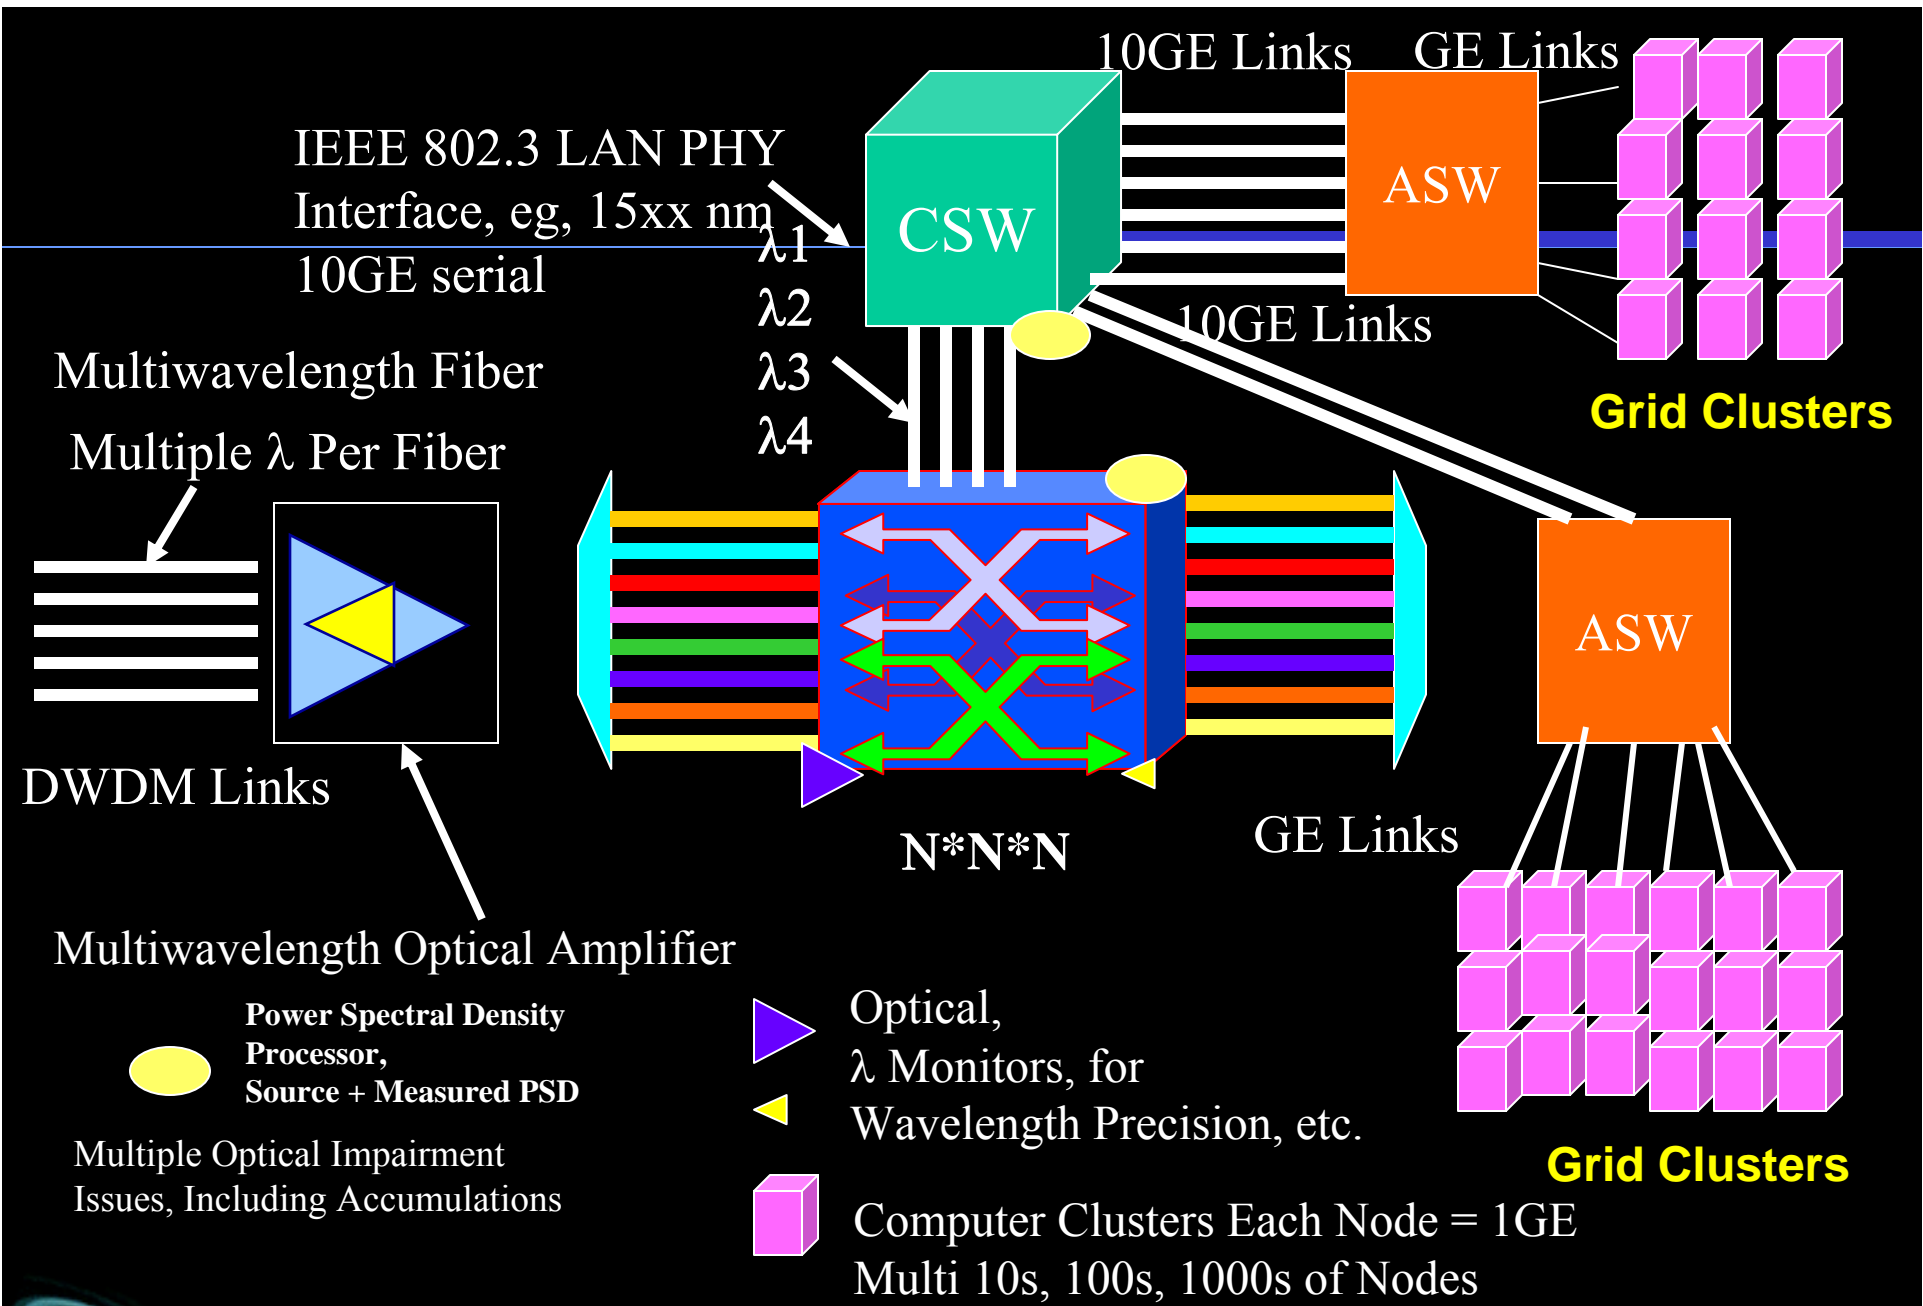 10GE Links
GE Links
IEEE 802.3 LAN PHY
Interface, eg, 15xx nm
10GE serial
CSW
ASW
λ1
λ2
λ3
λ4
10GE Links
Multiwavelength Fiber
Multiple λ Per Fiber
Grid Clusters
ASW
DWDM Links
N*N*N
GE Links
Multiwavelength Optical Amplifier
Power Spectral Density
Processor,
Source + Measured PSD
Multiple Optical Impairment
Issues, Including Accumulations
Optical,
λ Monitors, for
Wavelength Precision, etc.
Grid Clusters
Computer Clusters Each Node = 1GE
Multi 10s, 100s, 1000s of Nodes